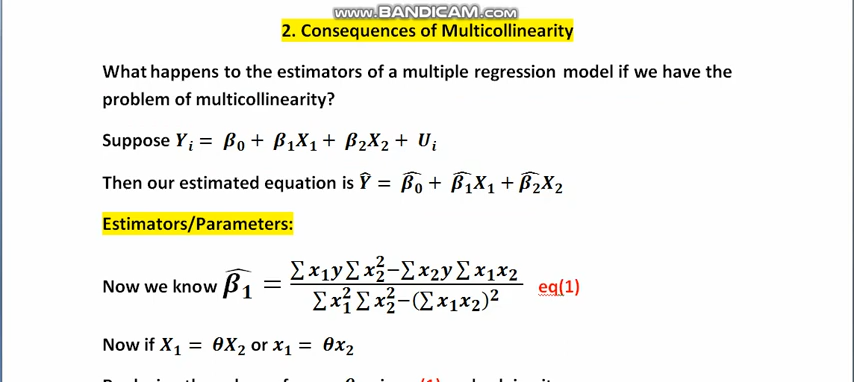 www.BANDICAM.com
2. Consequences of Multicollinearity
What happens to the estimators of a multiple regression model if we have the
problem of multicollinearity?
Suppose Yᵢ = β₀ + β₁X₁ + β₂X₂ + Uᵢ
Then our estimated equation is Ŷ = β̂₀ + β̂₁X₁ + β̂₂X₂
Estimators/Parameters:
Now we know β̂₁ = (∑x₁y∑x₂²−∑x₂y∑x₁x₂)/(∑x₁²∑x₂²−(∑x₁x₂)²) eq(1)
Now if X₁ = θX₂ or x₁ = θx₂